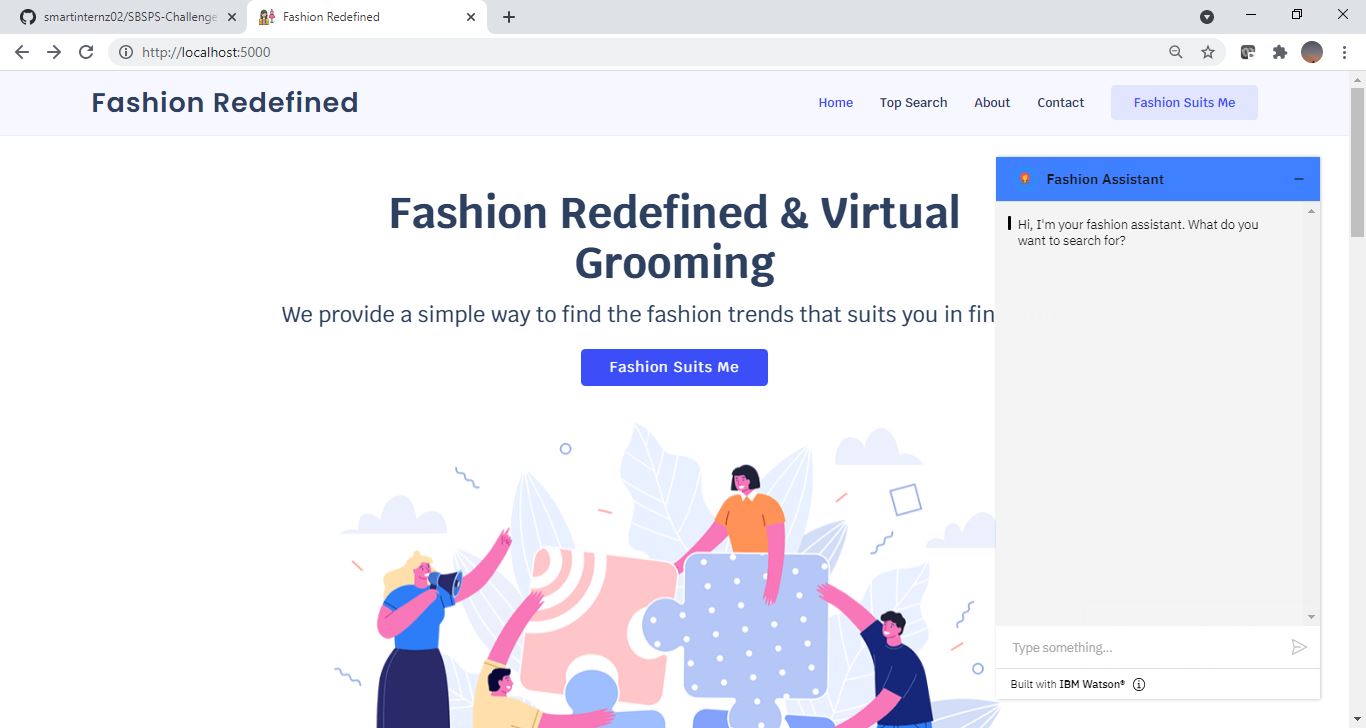 smartinternz02/SBSPS-Challenge
Fashion Redefined
http://localhost:5000
Fashion Redefined
Home
Top Search
About
Contact
Fashion Suits Me
Fashion Redefined & Virtual
Grooming
We provide a simple way to find the fashion trends that suits you in fin
Fashion Suits Me
Fashion Assistant
Hi, I'm your fashion assistant. What do you
want to search for?
Type something...
Built with IBM Watson®